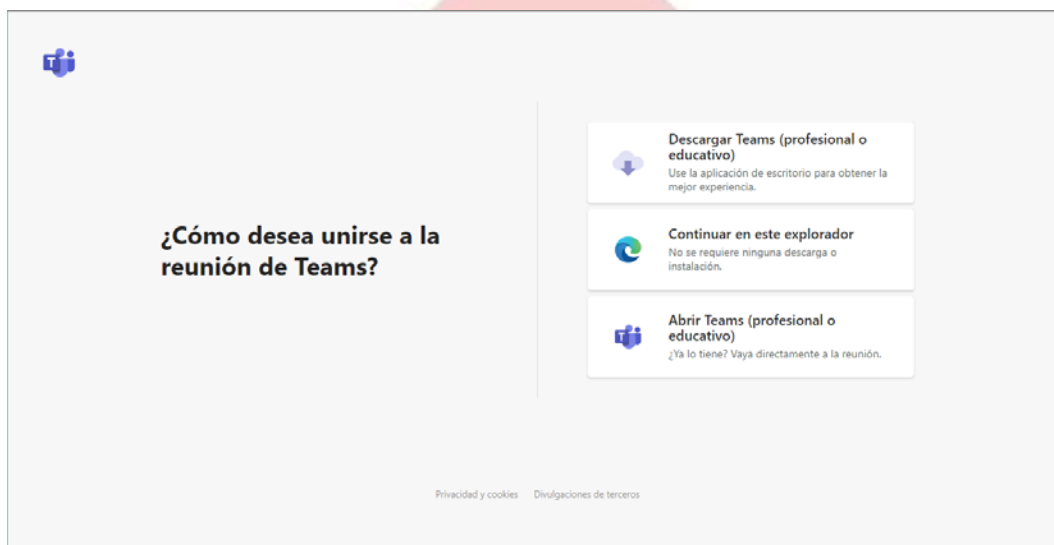 ¿Cómo desea unirse a la
reunión de Teams?
Descargar Teams (profesional o
educativo)
Use la aplicación de escritorio para obtener la
mejor experiencia.
Continuar en este explorador
No se requiere ninguna descarga o
instalación.
Abrir Teams (profesional o
educativo)
¿Ya lo tiene? Vaya directamente a la reunión.
Privacidad y cookies Divulgaciones de terceros